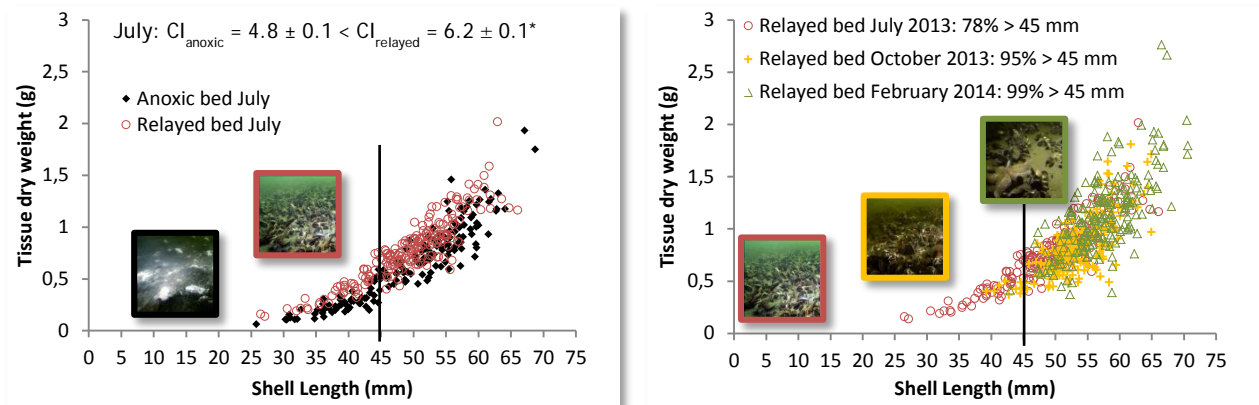 July: CI anoxic = 4.8 ± 0.1 < CI relayed = 6.2 ± 0.1*
Anoxic bed July
Relayed bed July
Tissue dry weight (g)
3
2,5
2
1,5
1
0,5
0
0 5 10 15 20 25 30 35 40 45 50 55 60 65 70 75
Shell Length (mm)
Relayed bed July 2013: 78% > 45 mm
Relayed bed October 2013: 95% > 45 mm
Relayed bed February 2014: 99% > 45 mm
Tissue dry weight (g)
3
2,5
2
1,5
1
0,5
0
0 5 10 15 20 25 30 35 40 45 50 55 60 65 70 75
Shell Length (mm)